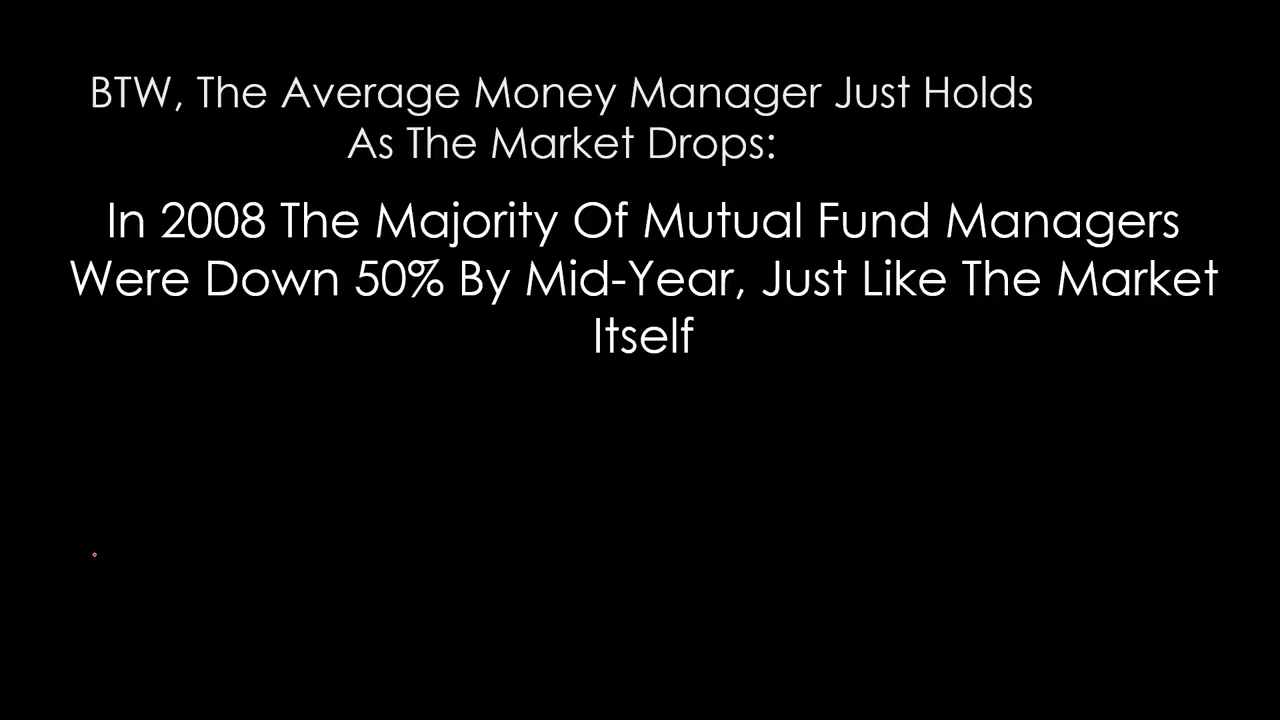 BTW, The Average Money Manager Just Holds
As The Market Drops:
In 2008 The Majority Of Mutual Fund Managers
Were Down 50% By Mid-Year, Just Like The Market
Itself